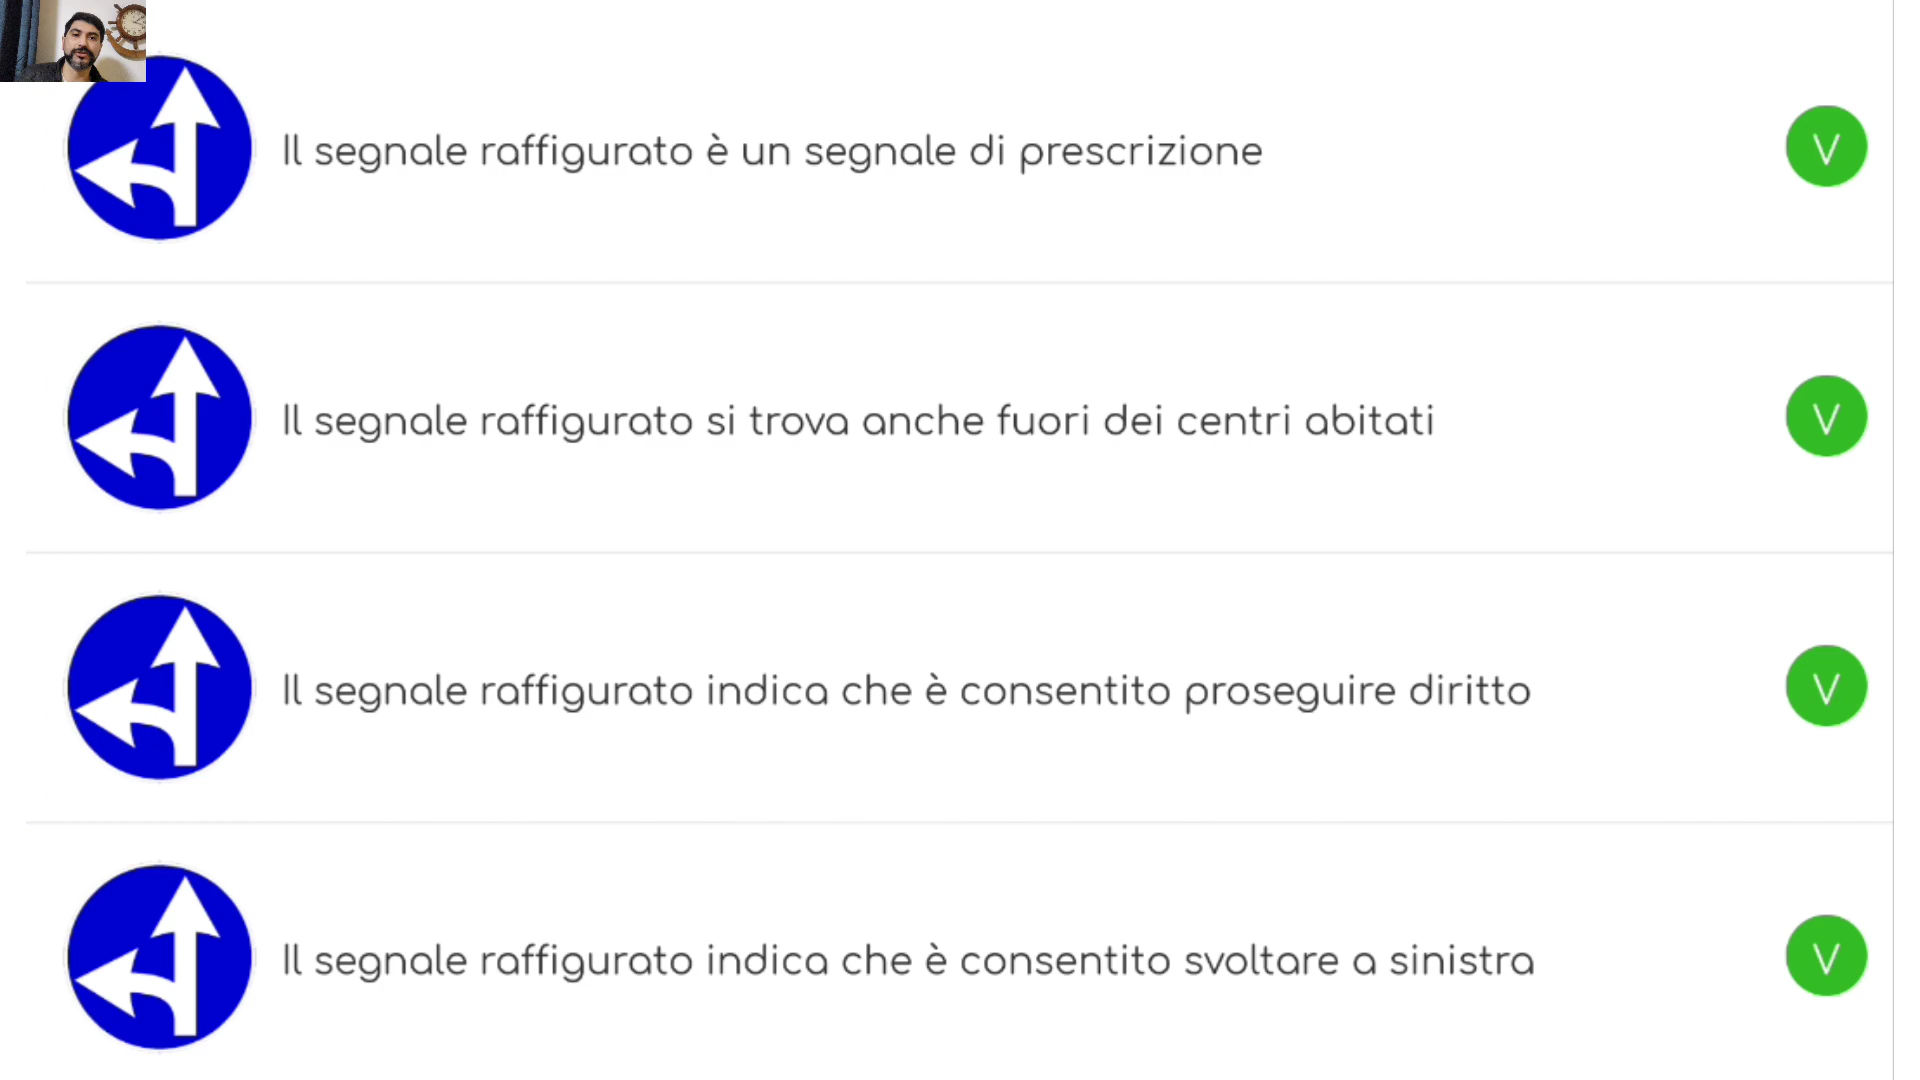 Il segnale raffigurato è un segnale di prescrizione
V
Il segnale raffigurato si trova anche fuori dei centri abitati
V
Il segnale raffigurato indica che è consentito proseguire diritto
V
Il segnale raffigurato indica che è consentito svoltare a sinistra
V